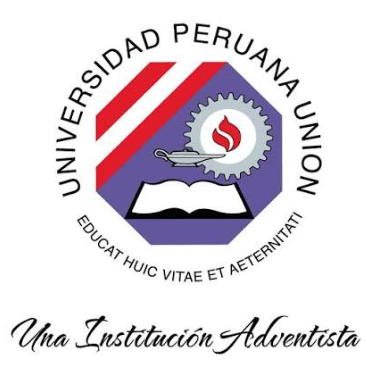 UNIVERSIDAD PERUANA UNION
EDUCAT HUIC VITAE ET AETERNITATI
Una Institución Adventista